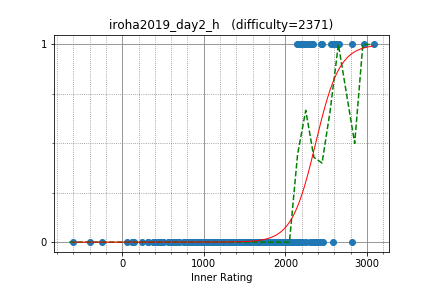 iroha2019_day2_h (difficulty=2371)
1
0
0 1000 2000 3000
Inner Rating